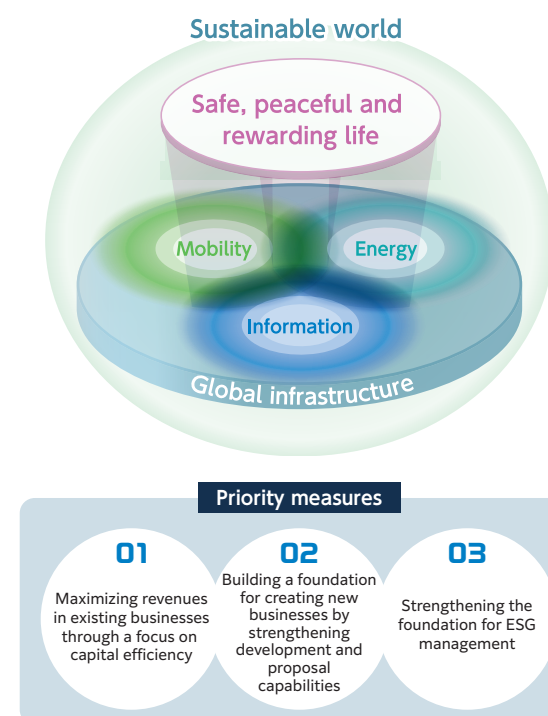 Sustainable world
Safe, peaceful and
rewarding life
Mobility
Energy
Information
Global infrastructure
Priority measures
01
Maximizing revenues
in existing businesses
through a focus on
capital efficiency
02
Building a foundation
for creating new
businesses by
strengthening
development and
proposal
capabilities
03
Strengthening the
foundation for ESG
management